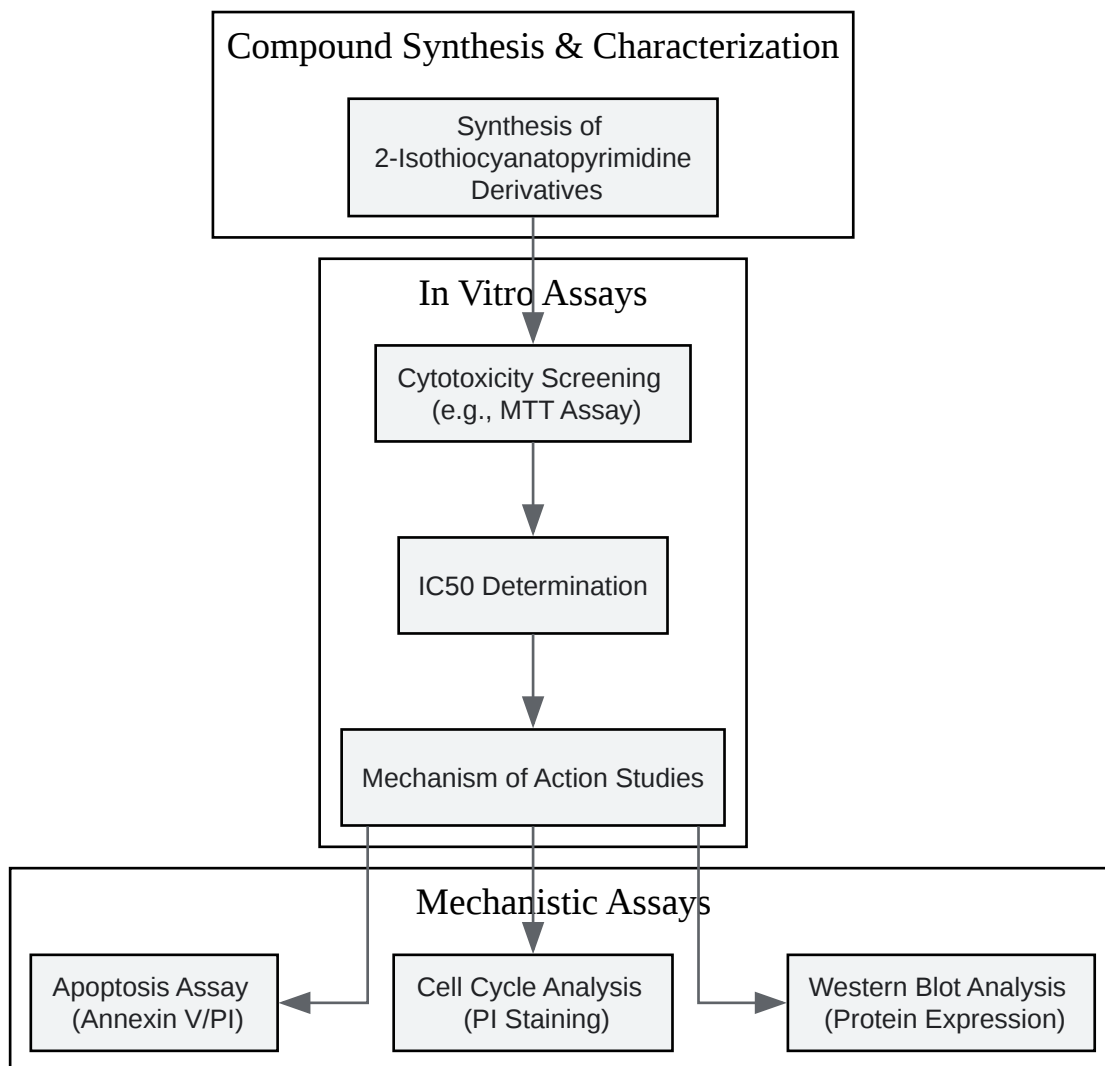 Compound Synthesis & Characterization
Synthesis of
2-Isothiocyanatopyrimidine
Derivatives
In Vitro Assays
Cytotoxicity Screening
(e.g., MTT Assay)
IC50 Determination
Mechanism of Action Studies
Mechanistic Assays
Apoptosis Assay
(Annexin V/PI)
Cell Cycle Analysis
(PI Staining)
Western Blot Analysis
(Protein Expression)